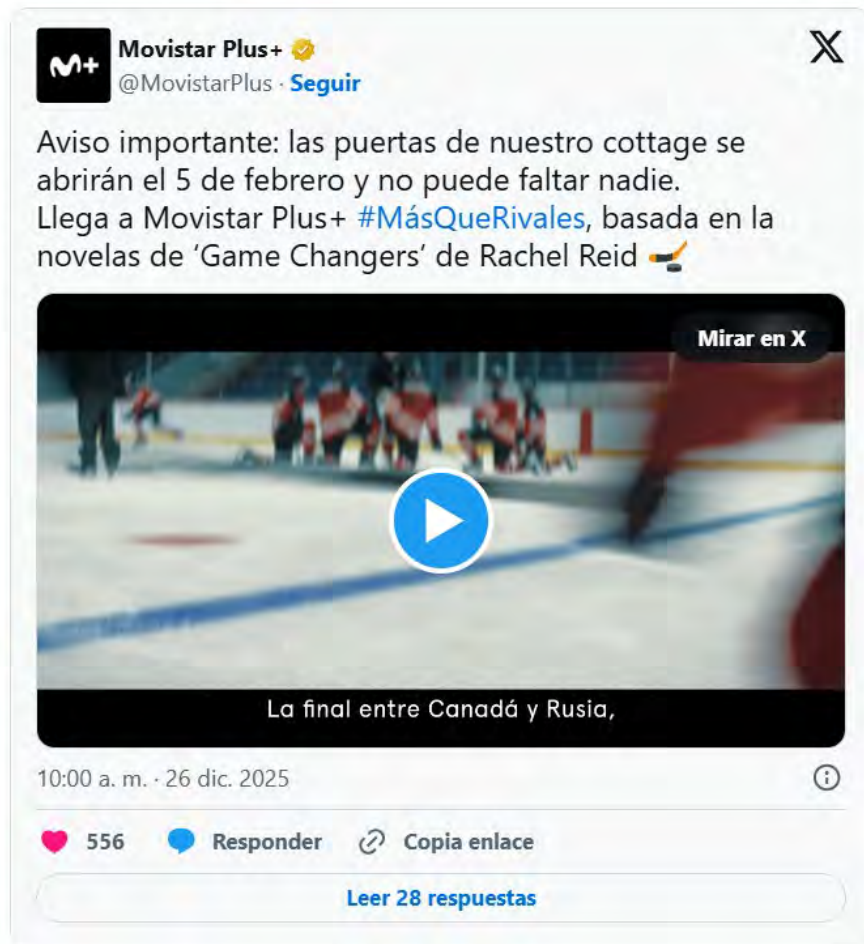 M+
Movistar Plus+
@MovistarPlus · Seguir
Aviso importante: las puertas de nuestro cottage se
abrirán el 5 de febrero y no puede faltar nadie.
Llega a Movistar Plus+ #MásQueRivales, basada en la
novelas de ‘Game Changers’ de Rachel Reid 🏒
Mirar en X
La final entre Canadá y Rusia,
10:00 a. m. · 26 dic. 2025
556 Responder Copia enlace
Leer 28 respuestas